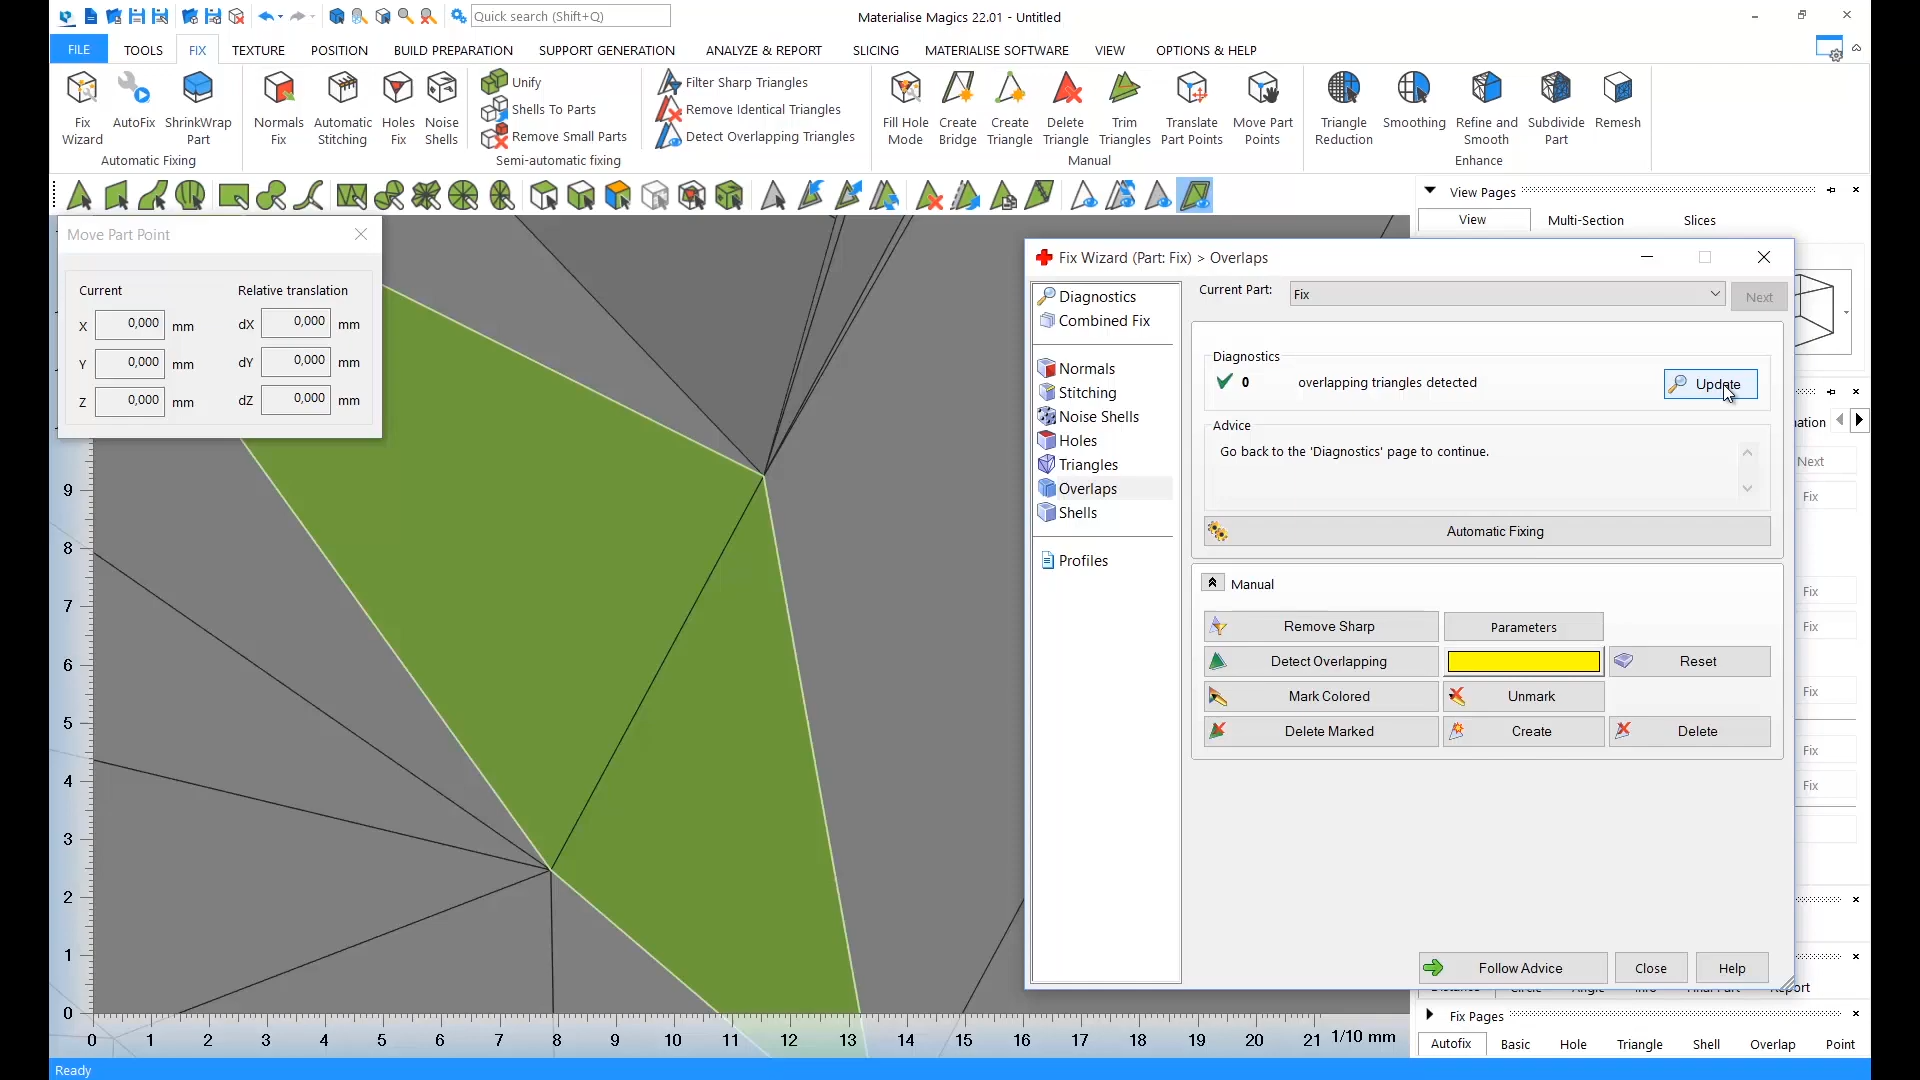 Quick search (Shift+Q)
Materialise Magics 22.01 - Untitled
FILE TOOLS FIX TEXTURE POSITION BUILD PREPARATION SUPPORT GENERATION ANALYZE & REPORT SLICING MATERIALISE SOFTWARE VIEW OPTIONS & HELP
Fix Wizard
AutoFix
ShrinkWrap Part
Automatic Fixing
Normals Fix
Automatic Stitching
Holes Fix
Noise Shells
Unify
Shells To Parts
Remove Small Parts
Filter Sharp Triangles
Remove Identical Triangles
Detect Overlapping Triangles
Semi-automatic fixing
Fill Hole Mode
Create Bridge
Create Triangle
Delete Triangle
Trim Triangles
Translate Part Points
Move Part Points
Manual
Triangle Reduction
Smoothing
Refine and Smooth
Subdivide Part
Remesh
Enhance
View Pages
View Multi-Section Slices
Move Part Point
Current Relative translation
X 0,000 mm dX 0,000 mm
Y 0,000 mm dY 0,000 mm
Z 0,000 mm dZ 0,000 mm
Fix Wizard (Part: Fix) > Overlaps
Diagnostics
Combined Fix
Normals
Stitching
Noise Shells
Holes
Triangles
Overlaps
Shells
Profiles
Current Part: Fix Next
Diagnostics
0 overlapping triangles detected Update
Advice
Go back to the 'Diagnostics' page to continue.
Automatic Fixing
Manual
Remove Sharp Parameters
Detect Overlapping Reset
Mark Colored Unmark
Delete Marked Create Delete
Follow Advice Close Help
Next
Fix
Fix
Fix
Fix
Fix
Fix
Fix Pages
Autofix Basic Hole Triangle Shell Overlap Point
9
8
7
6
5
4
3
2
1
0
0 1 2 3 4 5 6 7 8 9 10 11 12 13 14 15 16 17 18 19 20 21 1/10 mm
Ready